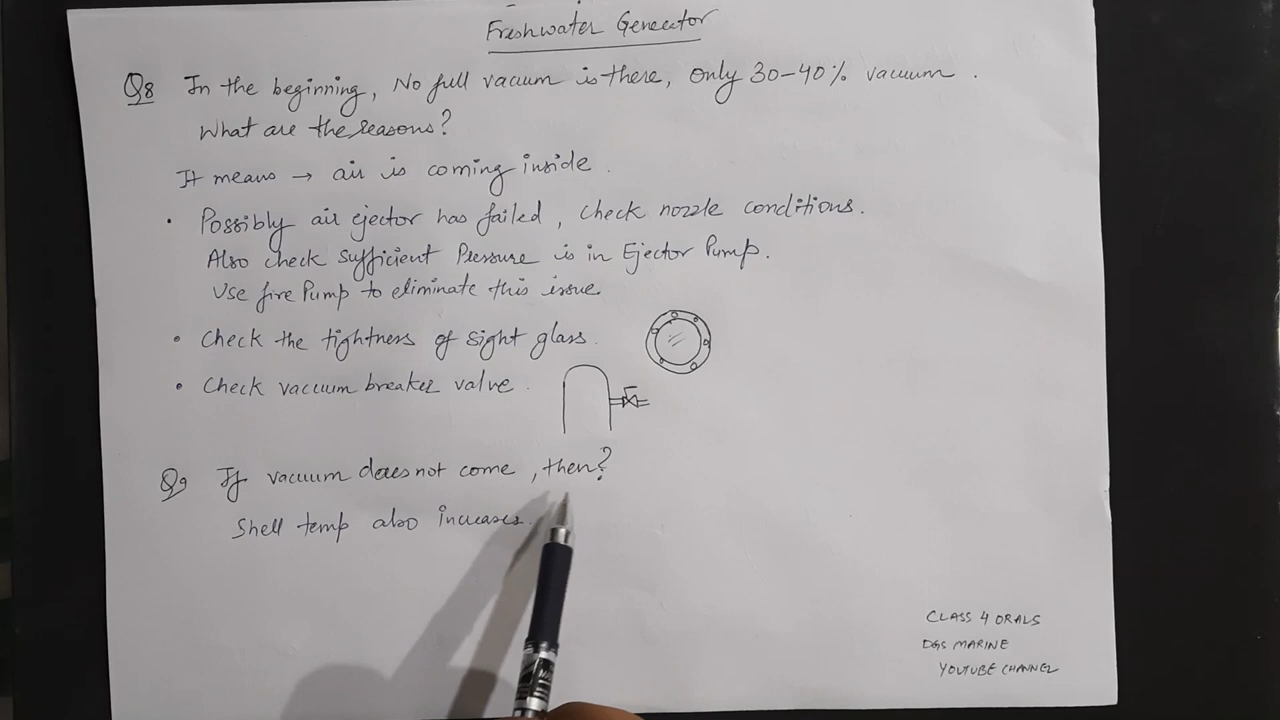 Freshwater Generator
Q8 In the beginning, No full vacuum is there, Only 30-40% vacuum.
What are the reasons?
It means → air is coming inside.
• Possibly air ejector has failed, Check nozzle conditions.
Also check Sufficient Pressure is in Ejector Pump.
Use fire Pump to eliminate this issue
• Check the tightness of sight glass.
• Check vacuum breaker valve.
Q9 If vacuum does not come, then?
Shell temp also increases.
CLASS 4 ORALS
DGS MARINE
YOUTUBE CHANNEL